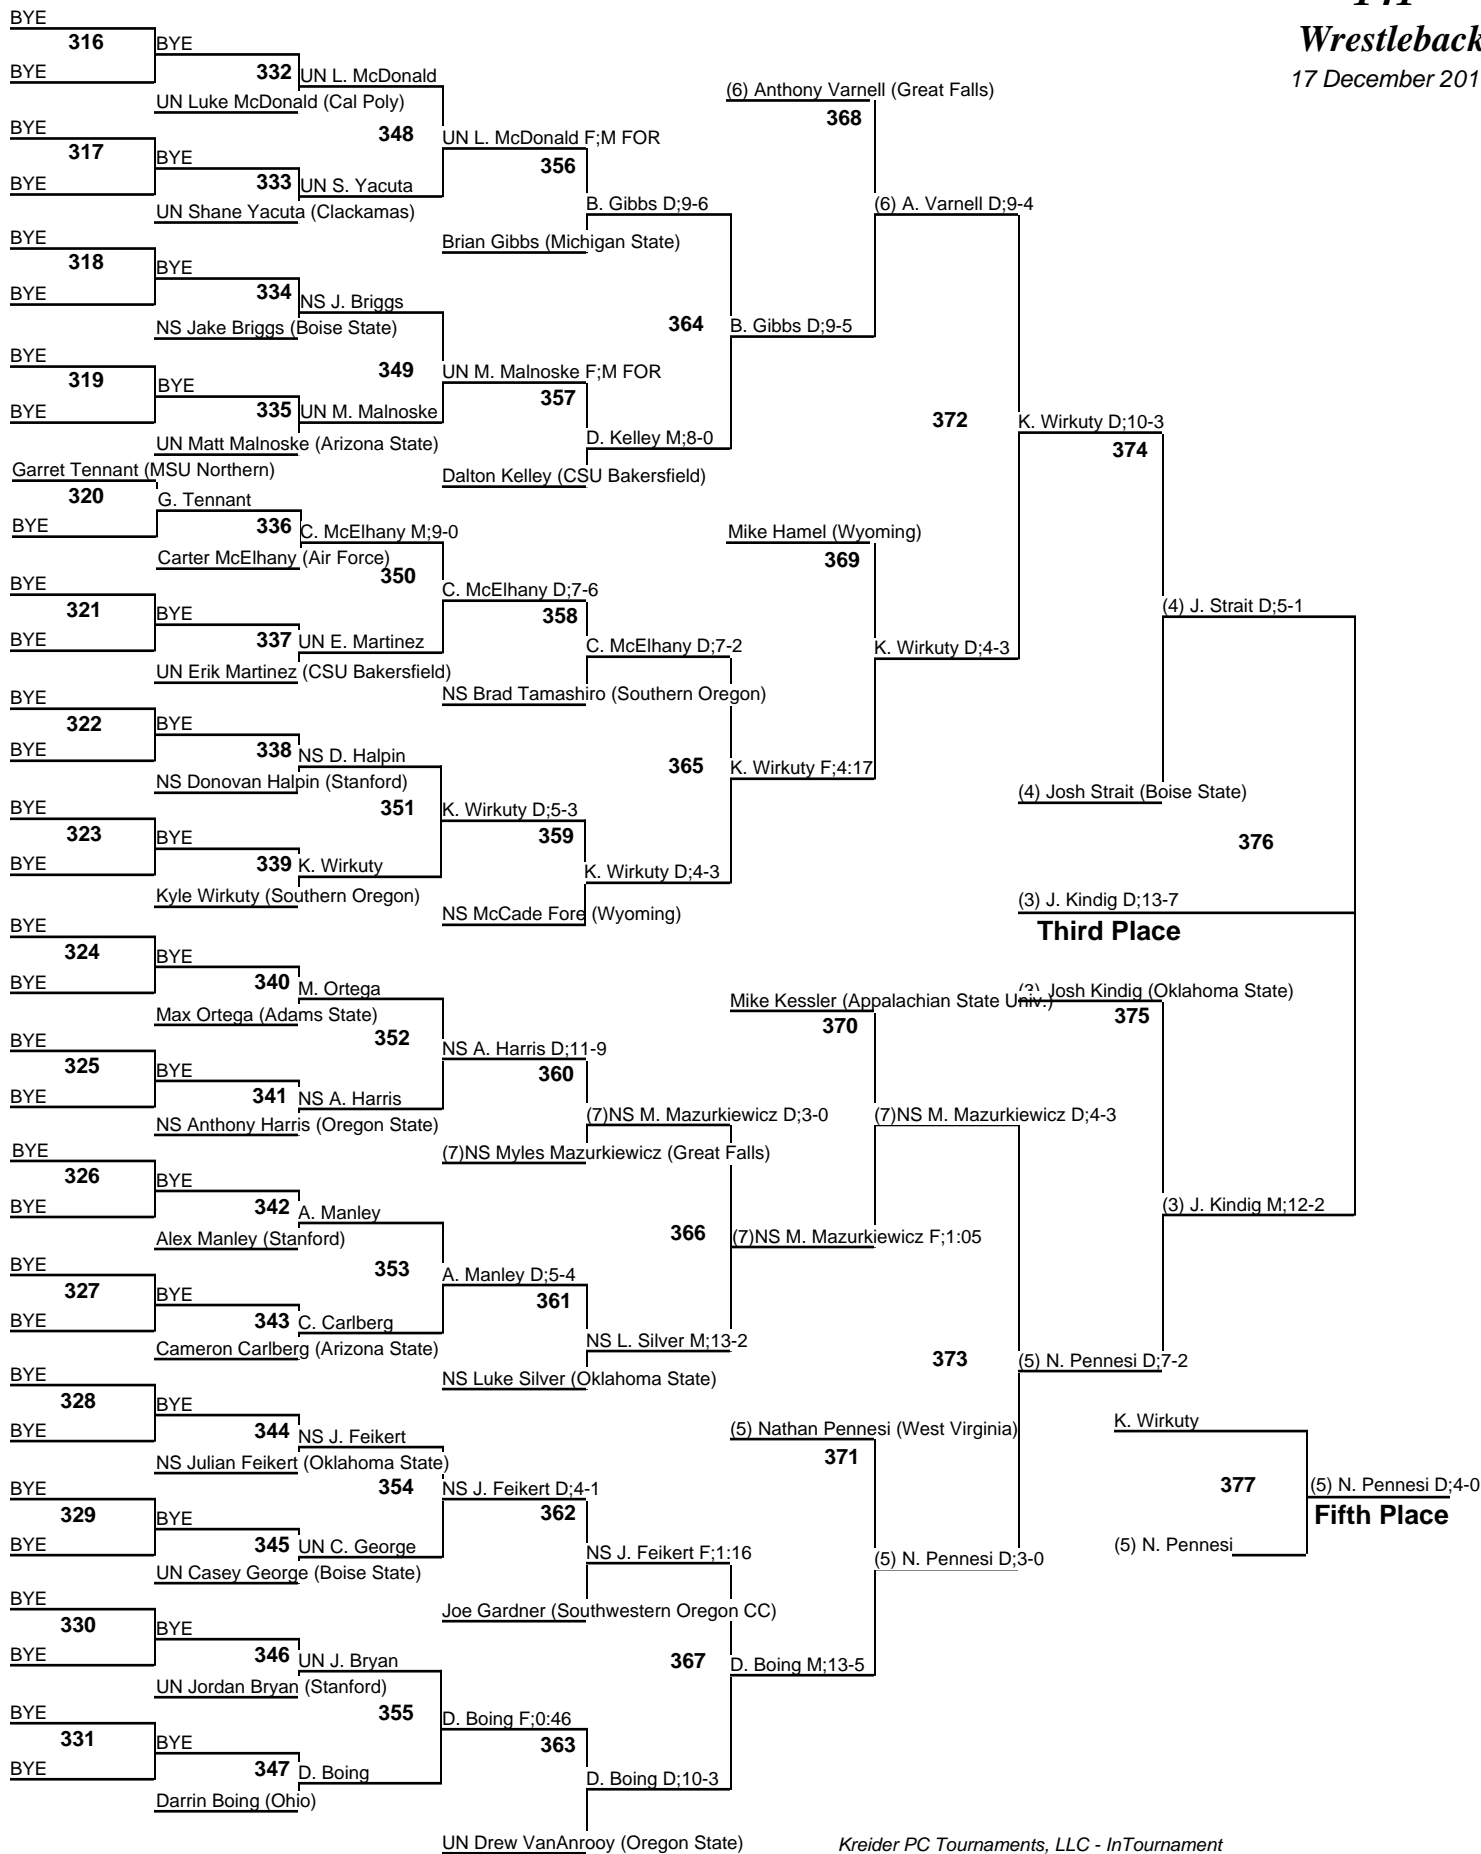 Wrestleback
17 December 201
BYE
316
BYE
BYE
332
UN L. McDonald
UN Luke McDonald (Cal Poly)
348
BYE
317
BYE
BYE
333
UN S. Yacuta
UN Shane Yacuta (Clackamas)
UN L. McDonald F;M FOR
356
B. Gibbs D;9-6
Brian Gibbs (Michigan State)
(6) Anthony Varnell (Great Falls)
368
(6) A. Varnell D;9-4
BYE
318
BYE
BYE
334
NS J. Briggs
NS Jake Briggs (Boise State)
349
364
B. Gibbs D;9-5
BYE
319
BYE
BYE
335
UN M. Malnoske
UN Matt Malnoske (Arizona State)
UN M. Malnoske F;M FOR
357
D. Kelley M;8-0
Dalton Kelley (CSU Bakersfield)
372
K. Wirkuty D;10-3
374
Garret Tennant (MSU Northern)
320
BYE
G. Tennant
336
C. McElhany M;9-0
Carter McElhany (Air Force)
350
Mike Hamel (Wyoming)
369
BYE
321
BYE
BYE
337
UN E. Martinez
UN Erik Martinez (CSU Bakersfield)
C. McElhany D;7-6
358
C. McElhany D;7-2
NS Brad Tamashiro (Southern Oregon)
K. Wirkuty D;4-3
(4) J. Strait D;5-1
BYE
322
BYE
BYE
338
NS D. Halpin
NS Donovan Halpin (Stanford)
351
365
K. Wirkuty F;4:17
(4) Josh Strait (Boise State)
376
BYE
323
BYE
BYE
339
K. Wirkuty
Kyle Wirkuty (Southern Oregon)
K. Wirkuty D;5-3
359
K. Wirkuty D;4-3
NS McCade Fore (Wyoming)
(3) J. Kindig D;13-7
Third Place
BYE
324
BYE
BYE
340
M. Ortega
Max Ortega (Adams State)
352
Mike Kessler (Appalachian State Univ.)
370
(3) Josh Kindig (Oklahoma State)
375
BYE
325
BYE
BYE
341
NS A. Harris
NS Anthony Harris (Oregon State)
NS A. Harris D;11-9
360
(7)NS M. Mazurkiewicz D;3-0
(7)NS Myles Mazurkiewicz (Great Falls)
(7)NS M. Mazurkiewicz D;4-3
BYE
326
BYE
BYE
342
A. Manley
Alex Manley (Stanford)
353
366
(7)NS M. Mazurkiewicz F;1:05
(3) J. Kindig M;12-2
BYE
327
BYE
BYE
343
C. Carlberg
Cameron Carlberg (Arizona State)
A. Manley D;5-4
361
NS L. Silver M;13-2
NS Luke Silver (Oklahoma State)
373
(5) N. Pennesi D;7-2
BYE
328
BYE
BYE
344
NS J. Feikert
NS Julian Feikert (Oklahoma State)
354
(5) Nathan Pennesi (West Virginia)
371
K. Wirkuty
377
(5) N. Pennesi D;4-0
Fifth Place
(5) N. Pennesi
BYE
329
BYE
BYE
345
UN C. George
UN Casey George (Boise State)
NS J. Feikert D;4-1
362
NS J. Feikert F;1:16
Joe Gardner (Southwestern Oregon CC)
(5) N. Pennesi D;3-0
BYE
330
BYE
BYE
346
UN J. Bryan
UN Jordan Bryan (Stanford)
355
367
D. Boing M;13-5
BYE
331
BYE
BYE
347
D. Boing
Darrin Boing (Ohio)
D. Boing F;0:46
363
D. Boing D;10-3
UN Drew VanAnrooy (Oregon State)
Kreider PC Tournaments, LLC - InTournament